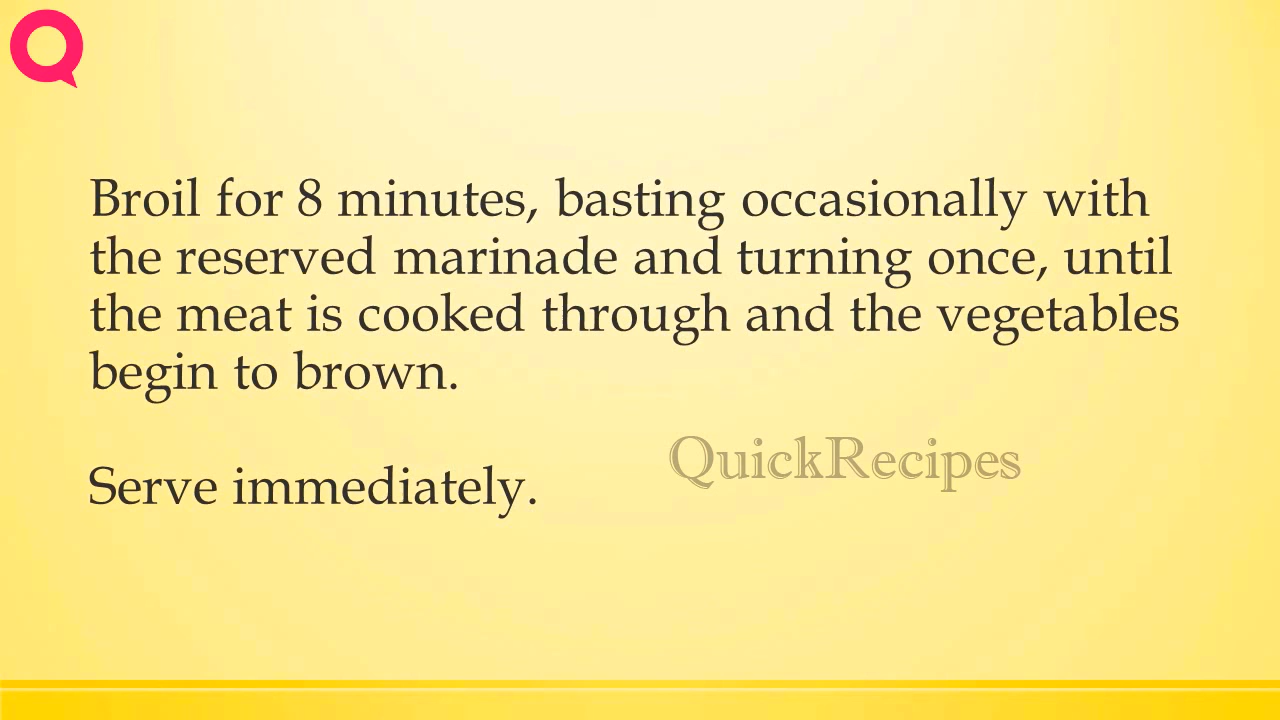 Broil for 8 minutes, basting occasionally with
the reserved marinade and turning once, until
the meat is cooked through and the vegetables
begin to brown.
QuickRecipes
Serve immediately.